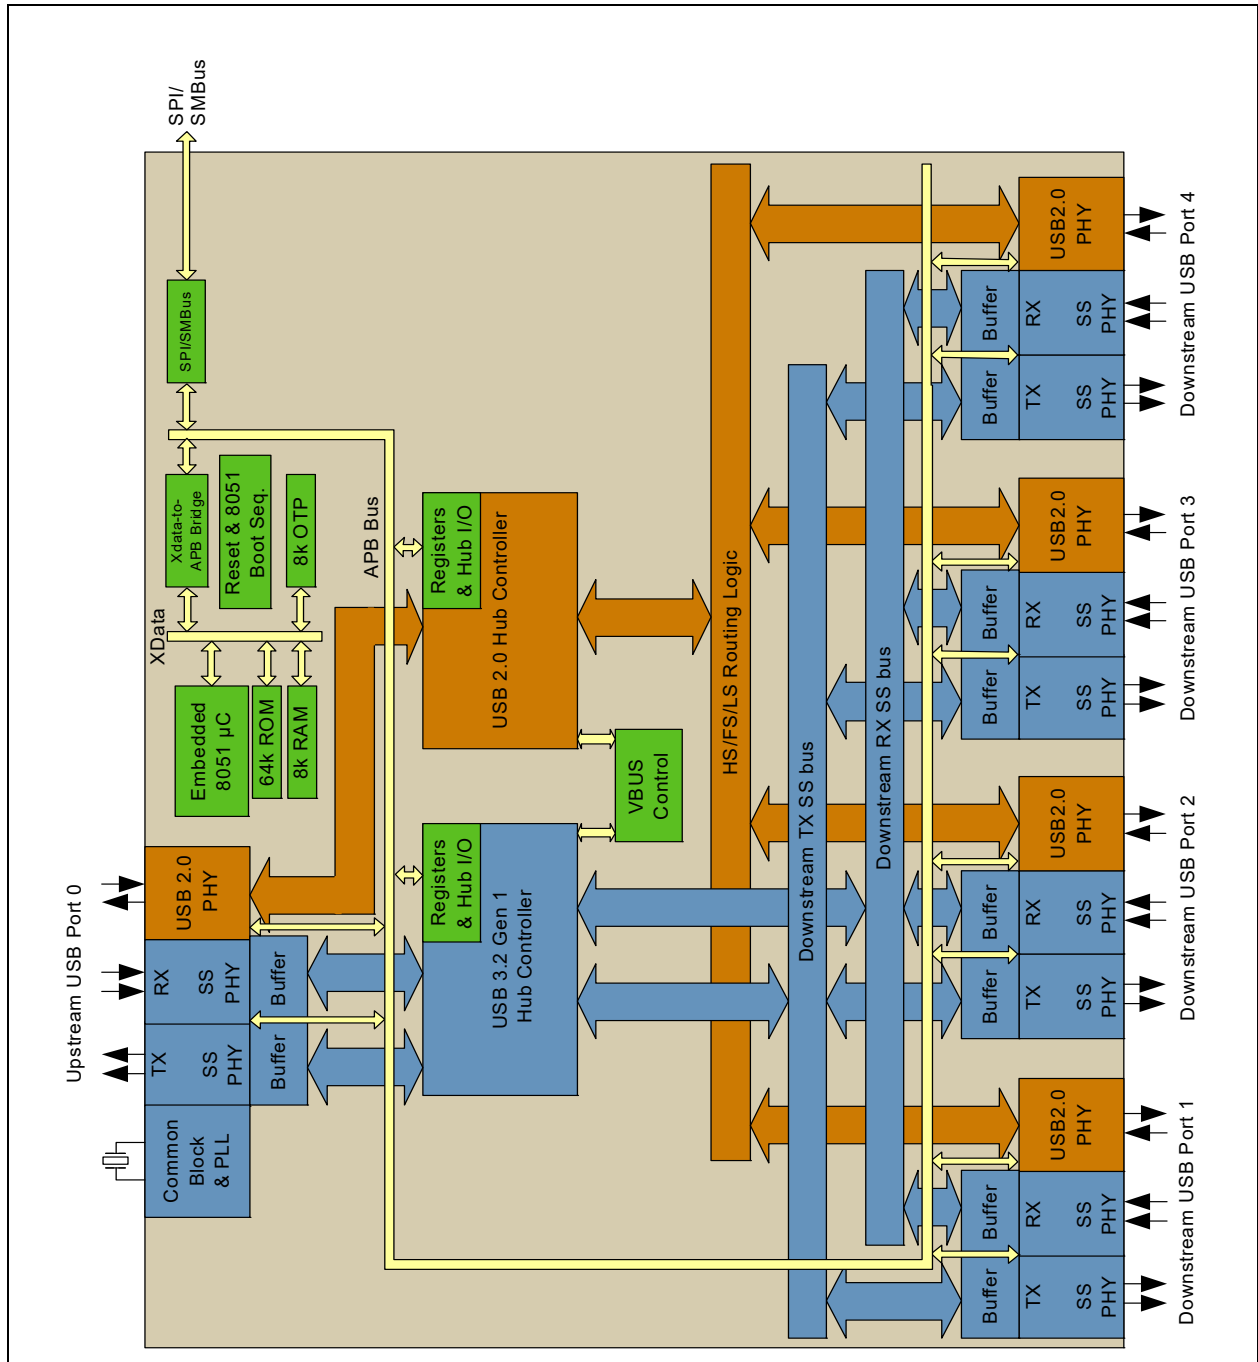 Upstream USB Port 0
Common
Block
& PLL
TX
SS
PHY
Buffer
RX
SS
PHY
Buffer
USB 2.0
PHY
Embedded
8051 µC
64k ROM
8k RAM
XData
Xdata-to-
APB Bridge
Reset & 8051
Boot Seq.
8k OTP
SPI/SMBus
SPI/
SMBus
APB Bus
Registers
& Hub I/O
USB 3.2 Gen 1
Hub Controller
Registers
& Hub I/O
USB 2.0 Hub Controller
VBUS
Control
HS/FS/LS Routing Logic
Downstream TX SS bus
Downstream RX SS bus
Buffer
TX
SS
PHY
Buffer
RX
SS
PHY
USB2.0
PHY
Downstream USB Port 1
Buffer
TX
SS
PHY
Buffer
RX
SS
PHY
USB2.0
PHY
Downstream USB Port 2
Buffer
TX
SS
PHY
Buffer
RX
SS
PHY
USB2.0
PHY
Downstream USB Port 3
Buffer
TX
SS
PHY
Buffer
RX
SS
PHY
USB2.0
PHY
Downstream USB Port 4